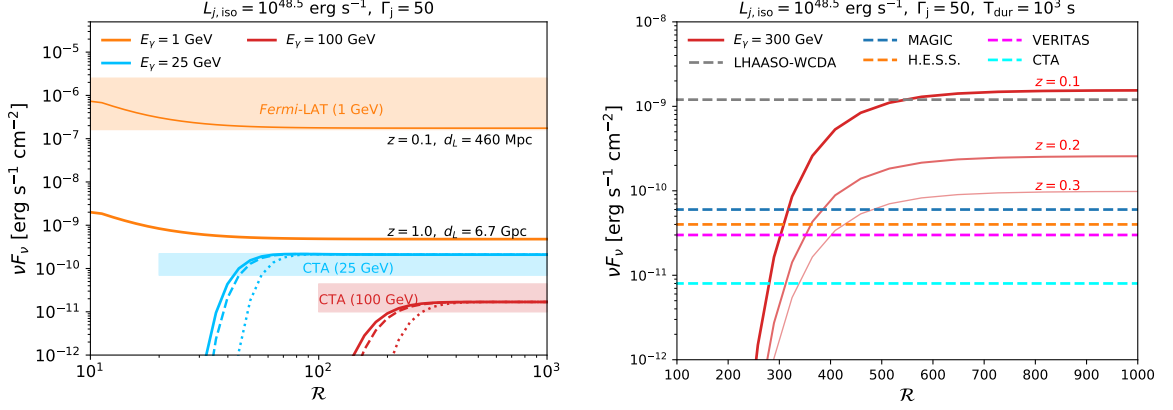 L_{j, iso} = 10^{48.5} erg s^{-1}, Γ_j = 50
E_γ = 1 GeV
E_γ = 100 GeV
E_γ = 25 GeV
Fermi-LAT (1 GeV)
z = 0.1, d_L = 460 Mpc
z = 1.0, d_L = 6.7 Gpc
CTA (25 GeV)
CTA (100 GeV)
νF_ν [erg s^{-1} cm^{-2}]
10^{-5}
10^{-6}
10^{-7}
10^{-8}
10^{-9}
10^{-10}
10^{-11}
10^{-12}
10^1 10^2 10^3
ℛ
L_{j, iso} = 10^{48.5} erg s^{-1}, Γ_j = 50, T_{dur} = 10^3 s
E_γ = 300 GeV MAGIC VERITAS
LHAASO-WCDA H.E.S.S. CTA
z = 0.1
z = 0.2
z = 0.3
νF_ν [erg s^{-1} cm^{-2}]
10^{-8}
10^{-9}
10^{-10}
10^{-11}
10^{-12}
100 200 300 400 500 600 700 800 900 1000
ℛ